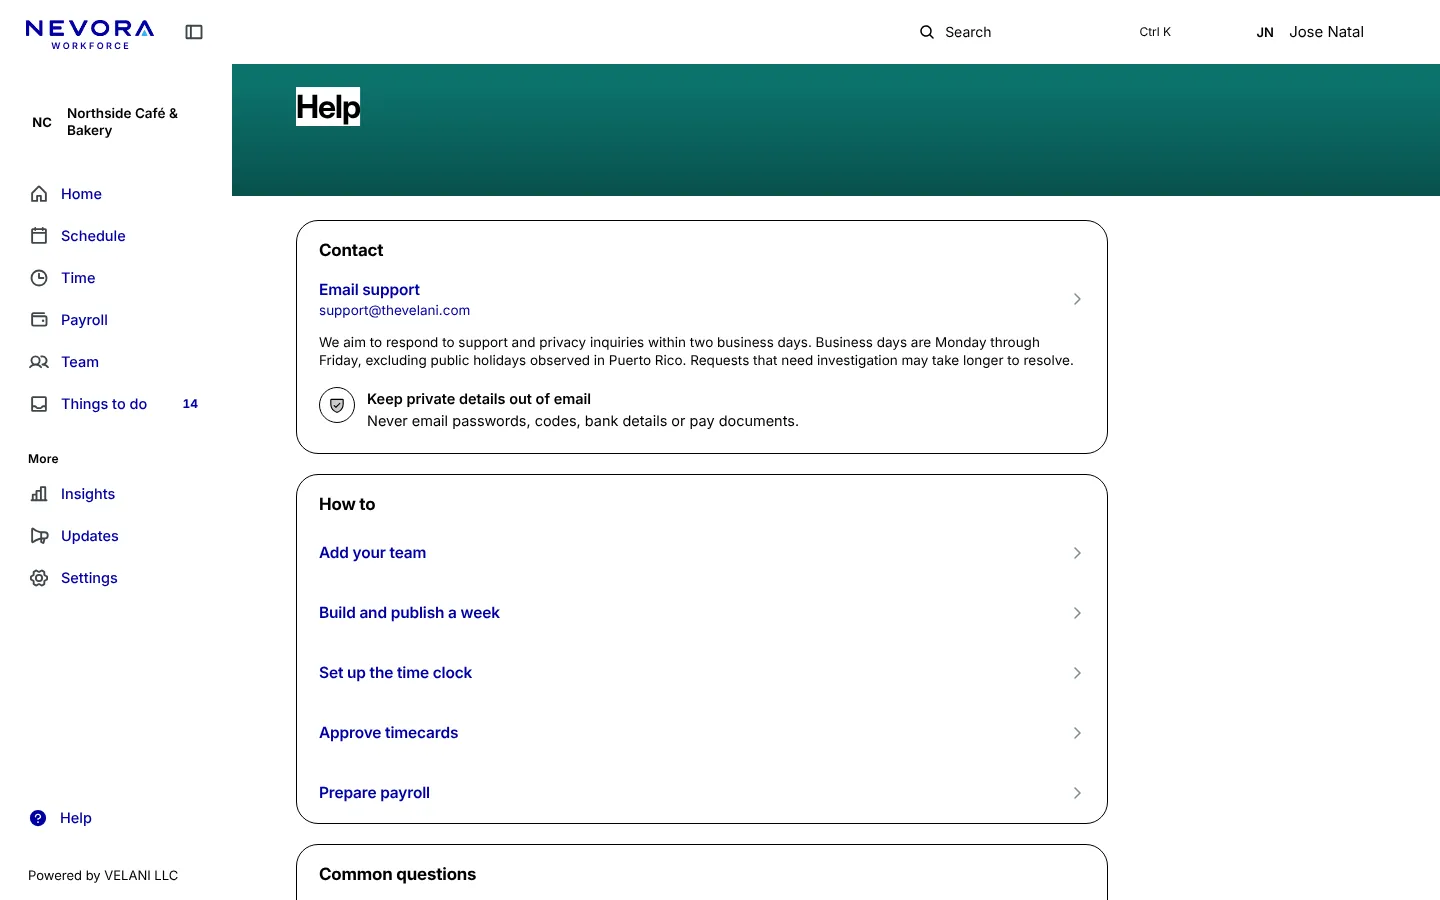 NEVORA
WORKFORCE
Search
Ctrl K
JN
Jose Natal
NC
Northside Café &
Bakery
Home
Schedule
Time
Payroll
Team
Things to do
14
More
Insights
Updates
Settings
Help
Powered by VELANI LLC
Help
Contact
Email support
support@thevelani.com
We aim to respond to support and privacy inquiries within two business days. Business days are Monday through
Friday, excluding public holidays observed in Puerto Rico. Requests that need investigation may take longer to resolve.
Keep private details out of email
Never email passwords, codes, bank details or pay documents.
How to
Add your team
Build and publish a week
Set up the time clock
Approve timecards
Prepare payroll
Common questions